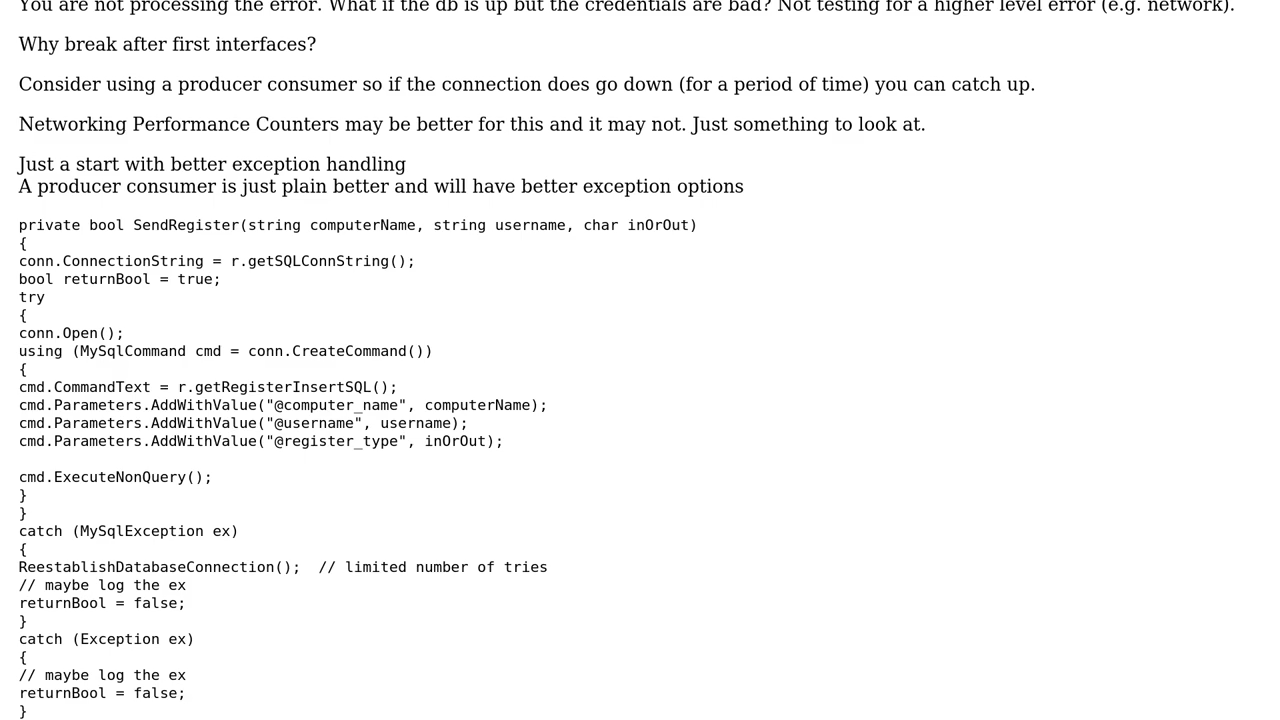 You are not processing the error. What if the db is up but the credentials are bad? Not testing for a higher level error (e.g. network).
Why break after first interfaces?
Consider using a producer consumer so if the connection does go down (for a period of time) you can catch up.
Networking Performance Counters may be better for this and it may not. Just something to look at.
Just a start with better exception handling
A producer consumer is just plain better and will have better exception options
private bool SendRegister(string computerName, string username, char inOrOut)
{
conn.ConnectionString = r.getSQLConnString();
bool returnBool = true;
try
{
conn.Open();
using (MySqlCommand cmd = conn.CreateCommand())
{
cmd.CommandText = r.getRegisterInsertSQL();
cmd.Parameters.AddWithValue("@computer_name", computerName);
cmd.Parameters.AddWithValue("@username", username);
cmd.Parameters.AddWithValue("@register_type", inOrOut);
cmd.ExecuteNonQuery();
}
}
catch (MySqlException ex)
{
ReestablishDatabaseConnection();  // limited number of tries
// maybe log the ex
returnBool = false;
}
catch (Exception ex)
{
// maybe log the ex
returnBool = false;
}